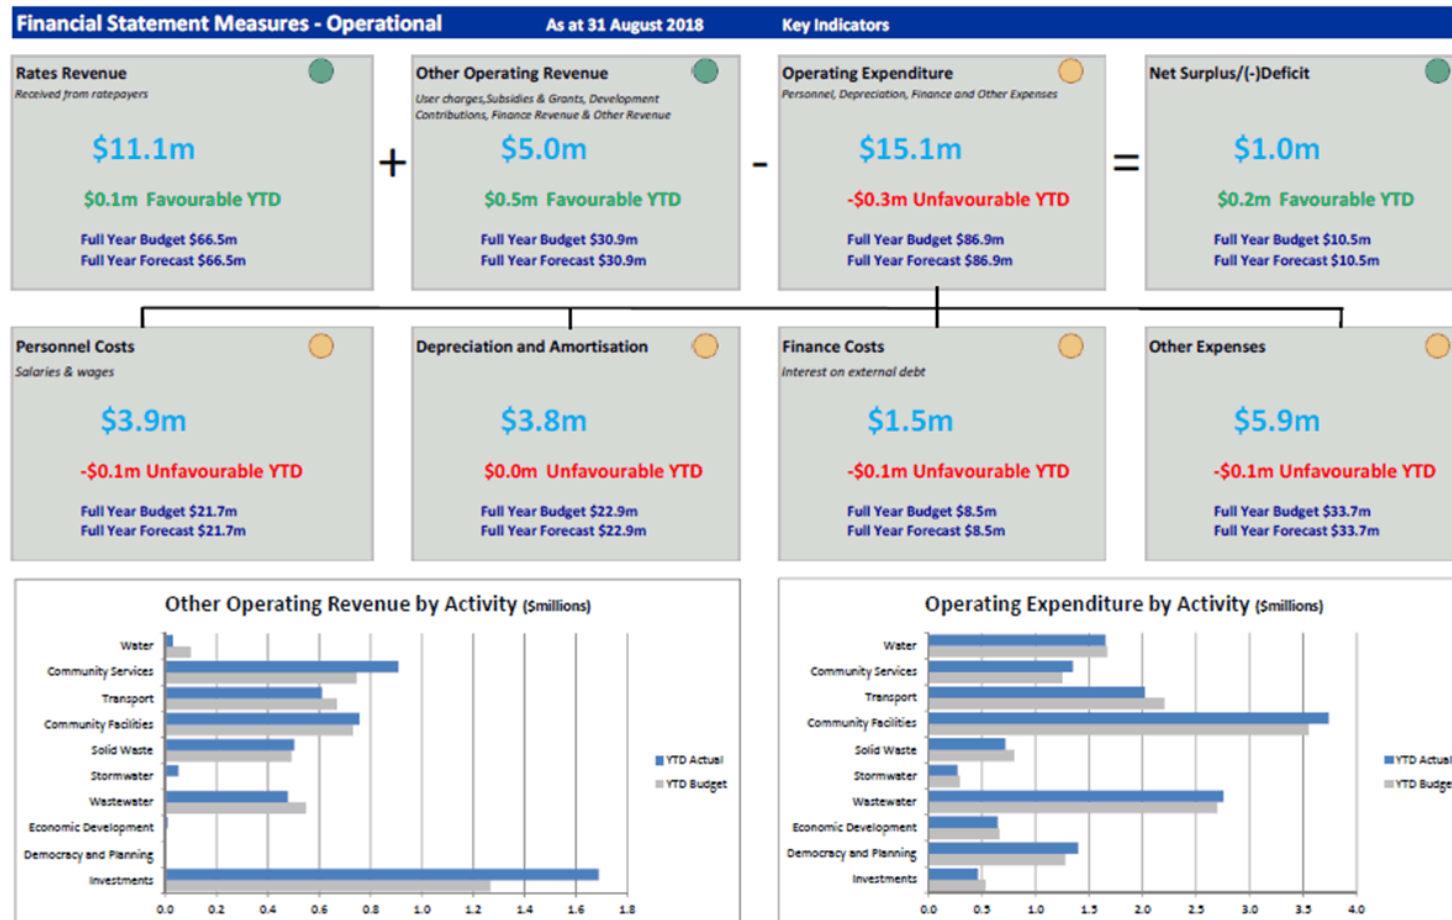 Financial Statement Measures - Operational As at 31 August 2018 Key Indicators
Rates Revenue
Received from ratepayers
$11.1m
$0.1m Favourable YTD
Full Year Budget $66.5m
Full Year Forecast $66.5m
+
Other Operating Revenue
User charges,Subsidies & Grants, Development
Contributions, Finance Revenue & Other Revenue
$5.0m
$0.5m Favourable YTD
Full Year Budget $30.9m
Full Year Forecast $30.9m
-
Operating Expenditure
Personnel, Depreciation, Finance and Other Expenses
$15.1m
-$0.3m Unfavourable YTD
Full Year Budget $86.9m
Full Year Forecast $86.9m
=
Net Surplus/(-)Deficit
$1.0m
$0.2m Favourable YTD
Full Year Budget $10.5m
Full Year Forecast $10.5m
Personnel Costs
Salaries & wages
$3.9m
-$0.1m Unfavourable YTD
Full Year Budget $21.7m
Full Year Forecast $21.7m
Depreciation and Amortisation
$3.8m
$0.0m Unfavourable YTD
Full Year Budget $22.9m
Full Year Forecast $22.9m
Finance Costs
Interest on external debt
$1.5m
-$0.1m Unfavourable YTD
Full Year Budget $8.5m
Full Year Forecast $8.5m
Other Expenses
$5.9m
-$0.1m Unfavourable YTD
Full Year Budget $33.7m
Full Year Forecast $33.7m
Other Operating Revenue by Activity ($millions)
Water
Community Services
Transport
Community Facilities
Solid Waste
Stormwater
Wastewater
Economic Development
Democracy and Planning
Investments
0.0 0.2 0.4 0.6 0.8 1.0 1.2 1.4 1.6 1.8
YTD Actual
YTD Budget
Operating Expenditure by Activity ($millions)
Water
Community Services
Transport
Community Facilities
Solid Waste
Stormwater
Wastewater
Economic Development
Democracy and Planning
Investments
0.0 0.5 1.0 1.5 2.0 2.5 3.0 3.5 4.0
YTD Actual
YTD Budge